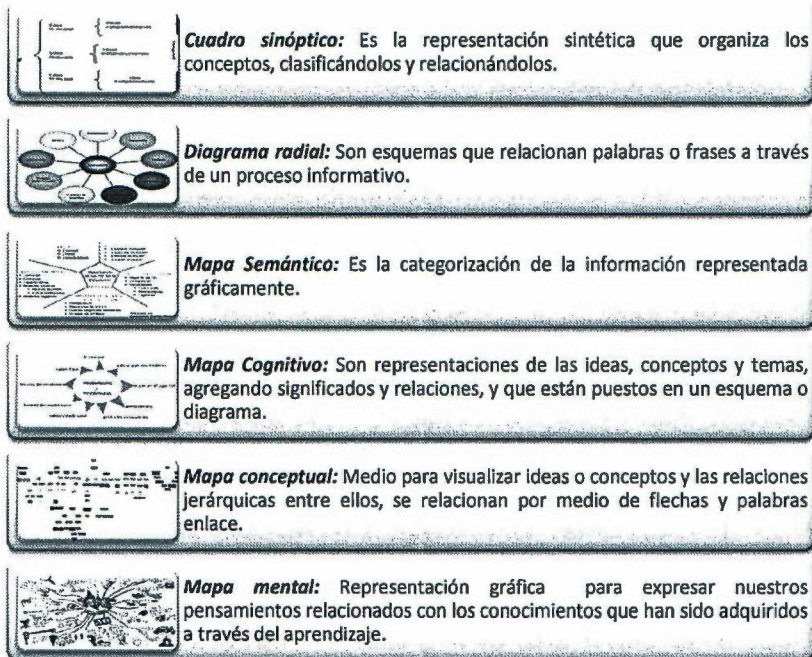 Cuadro sinóptico: Es la representación sintética que organiza los
conceptos, clasificándolos y relacionándolos.
Diagrama radial: Son esquemas que relacionan palabras o frases a través
de un proceso informativo.
Mapa Semántico: Es la categorización de la información representada
gráficamente.
Mapa Cognitivo: Son representaciones de las ideas, conceptos y temas,
agregando significados y relaciones, y que están puestos en un esquema o
diagrama.
Mapa conceptual: Medio para visualizar ideas o conceptos y las relaciones
jerárquicas entre ellos, se relacionan por medio de flechas y palabras
enlace.
Mapa mental: Representación gráfica para expresar nuestros
pensamientos relacionados con los conocimientos que han sido adquiridos
a través del aprendizaje.